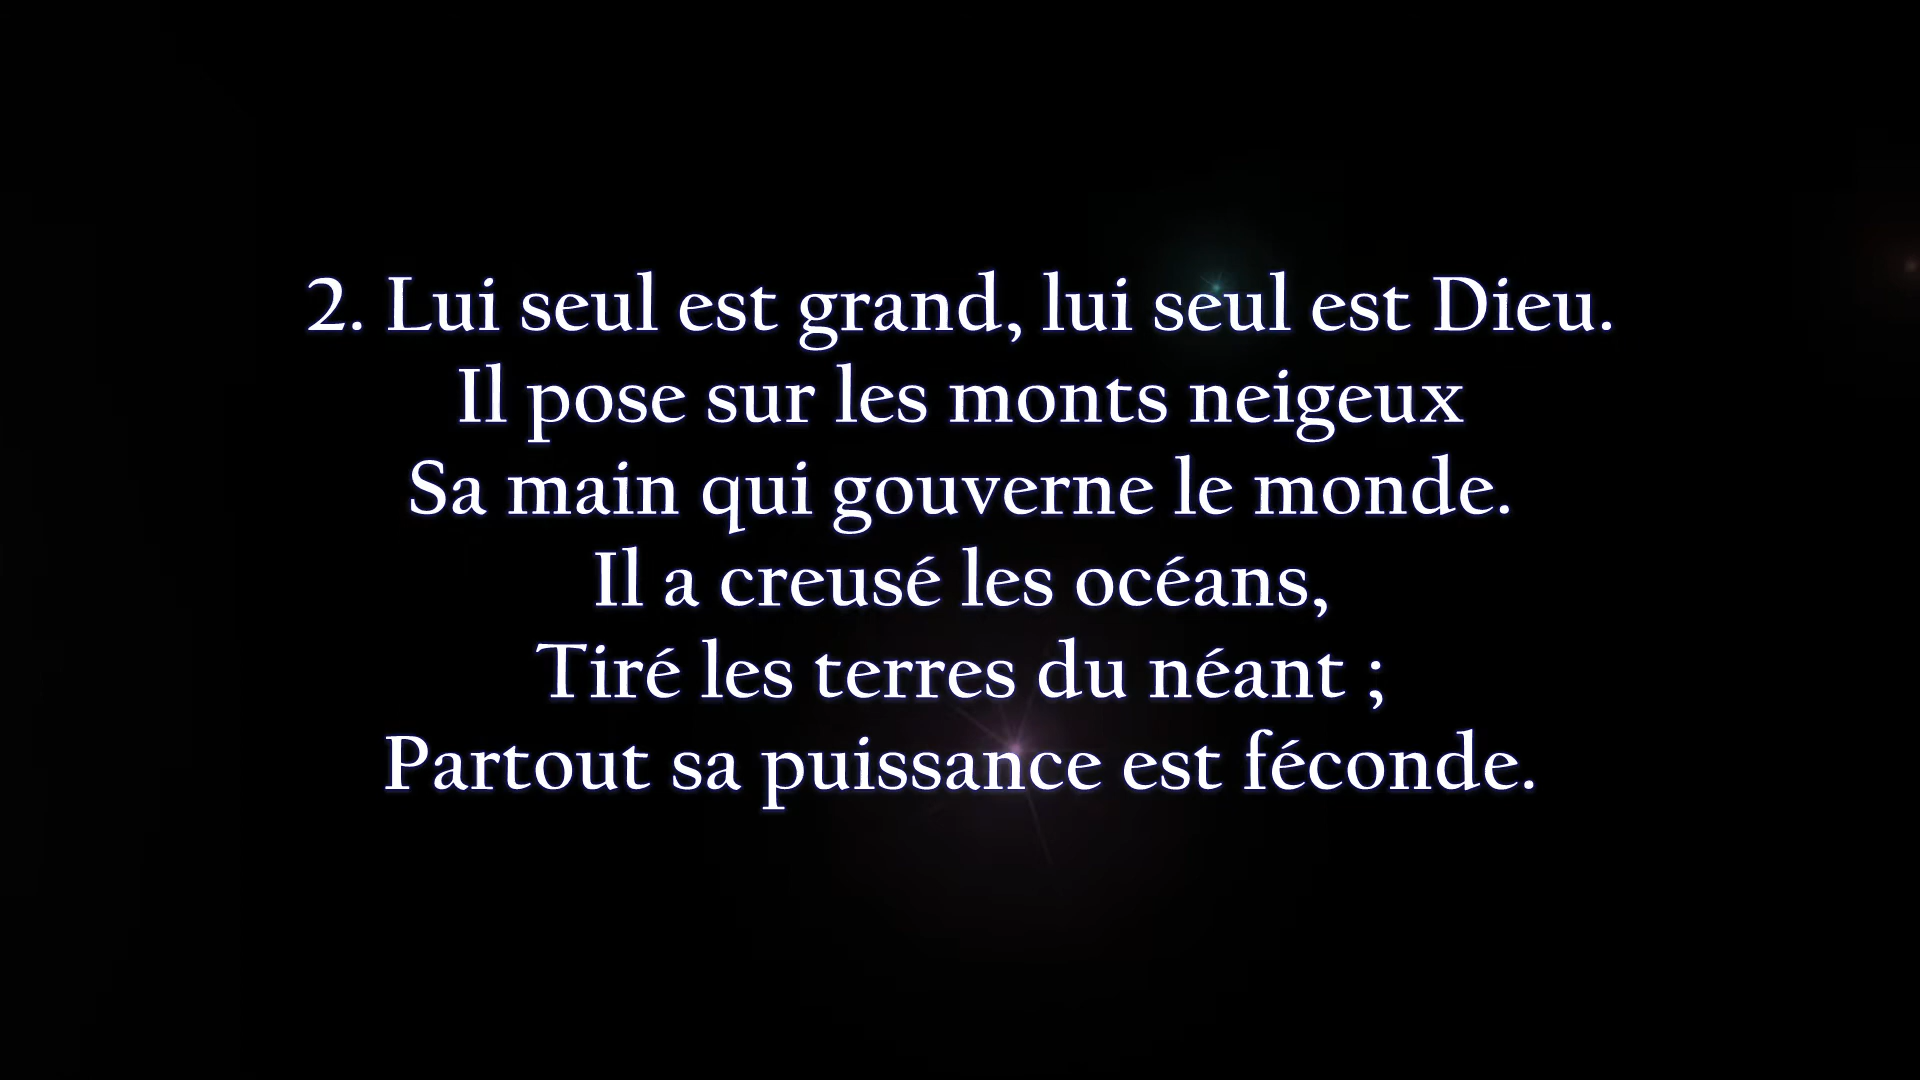 2. Lui seul est grand, lui seul est Dieu.
Il pose sur les monts neigeux
Sa main qui gouverne le monde.
Il a creusé les océans,
Tiré les terres du néant ;
Partout sa puissance est féconde.